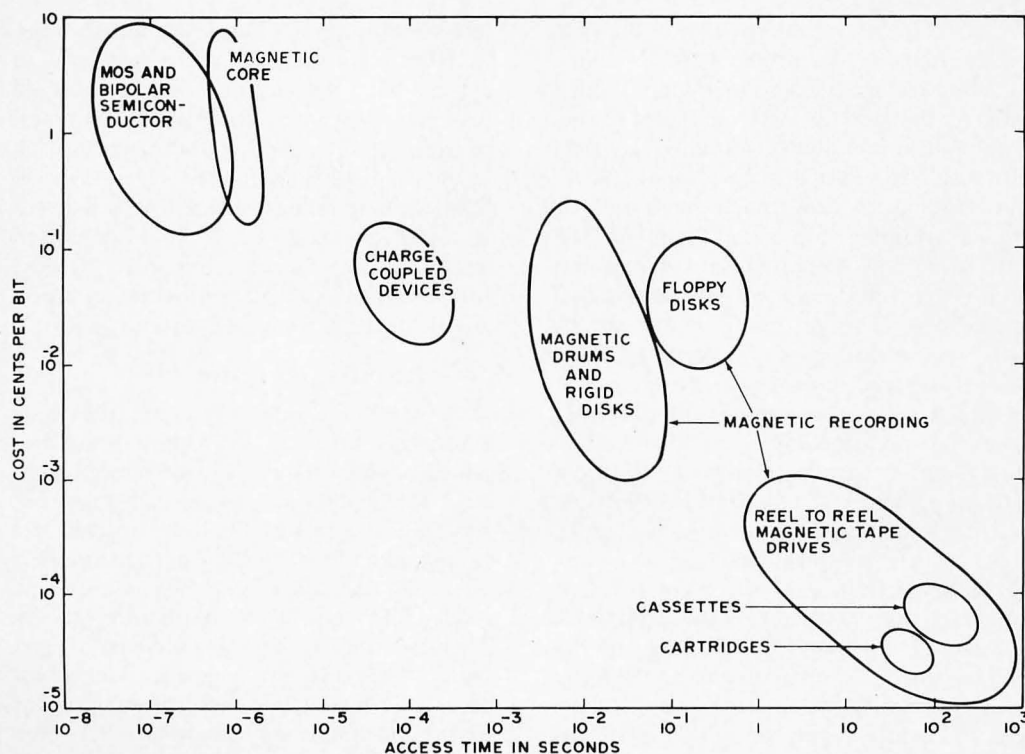 10
1
10⁻¹
10⁻²
10⁻³
10⁻⁴
10⁻⁵
COST IN CENTS PER BIT
MOS AND
BIPOLAR
SEMICON-
DUCTOR
MAGNETIC
CORE
CHARGE
COUPLED
DEVICES
MAGNETIC
DRUMS
AND
RIGID
DISKS
FLOPPY
DISKS
MAGNETIC RECORDING
REEL TO REEL
MAGNETIC TAPE
DRIVES
CASSETTES
CARTRIDGES
10⁻⁸ 10⁻⁷ 10⁻⁶ 10⁻⁵ 10⁻⁴ 10⁻³ 10⁻² 10⁻¹ 1 10 10² 10³
ACCESS TIME IN SECONDS